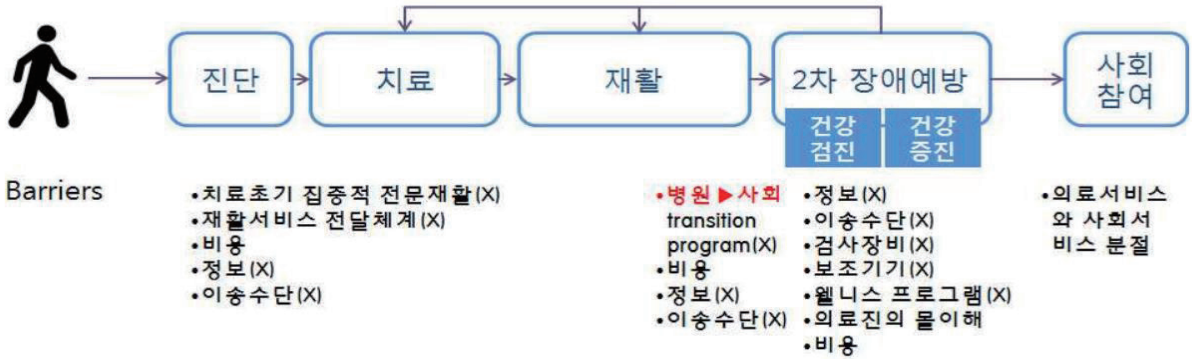 진단
치료
재활
2차 장애예방
건강
검진
건강
증진
사회
참여
Barriers
•치료초기 집중적 전문재활(X)
•재활서비스 전달체계(X)
•비용
•정보(X)
•이송수단(X)
•병원 ▶사회
transition
program(X)
•비용
•정보(X)
•이송수단(X)
•정보(X)
•이송수단(X)
•검사장비(X)
•보조기기(X)
•웰니스 프로그램(X)
•의료진의 몰이해
•비용
•의료서비스
와 사회서
비스 분절